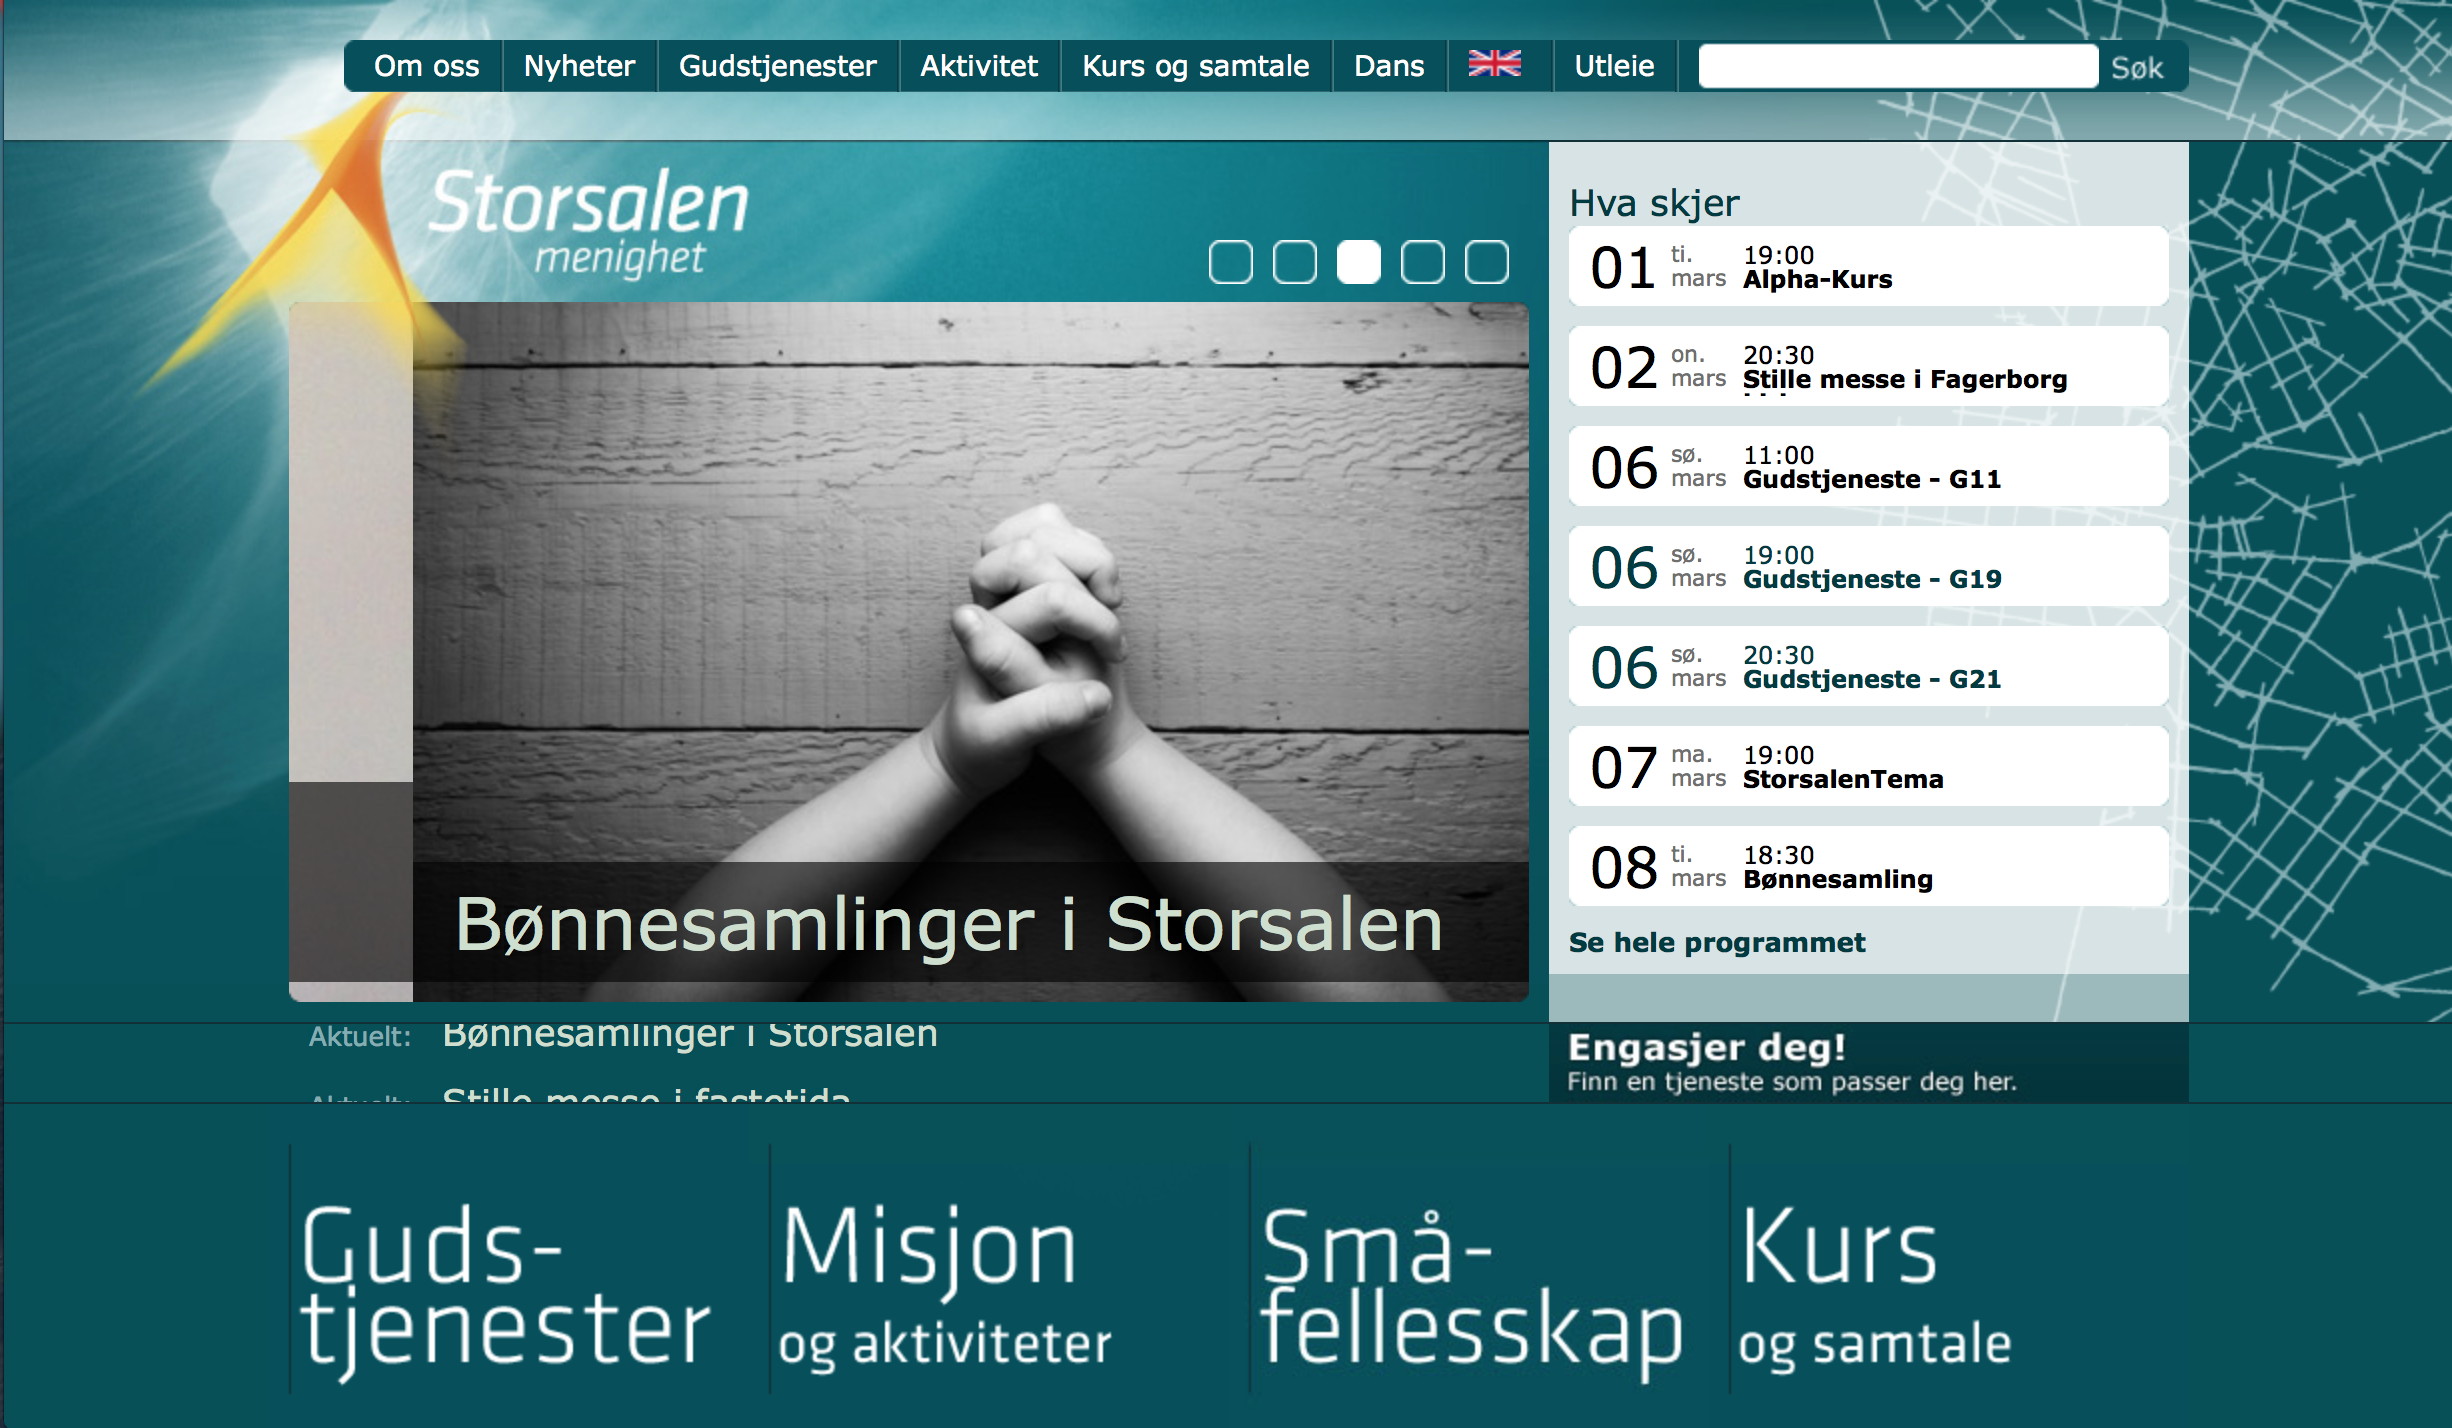 Om oss
Nyheter
Gudstjenester
Aktivitet
Kurs og samtale
Dans
Utleie
Søk
Storsalen
menighet
Bønnesamlinger i Storsalen
Hva skjer
01 ti. mars 19:00
Alpha-Kurs
02 on. mars 20:30
Stille messe i Fagerborg
06 sø. mars 11:00
Gudstjeneste - G11
06 sø. mars 19:00
Gudstjeneste - G19
06 sø. mars 20:30
Gudstjeneste - G21
07 ma. mars 19:00
StorsalenTema
08 ti. mars 18:30
Bønnesamling
Se hele programmet
Aktuelt: Bønnesamlinger i Storsalen
Aktuelt: Stille messe i fastetida
Engasjer deg!
Finn en tjeneste som passer deg her.
Guds-
tjenester
Misjon
og aktiviteter
Små-
fellesskap
Kurs
og samtale